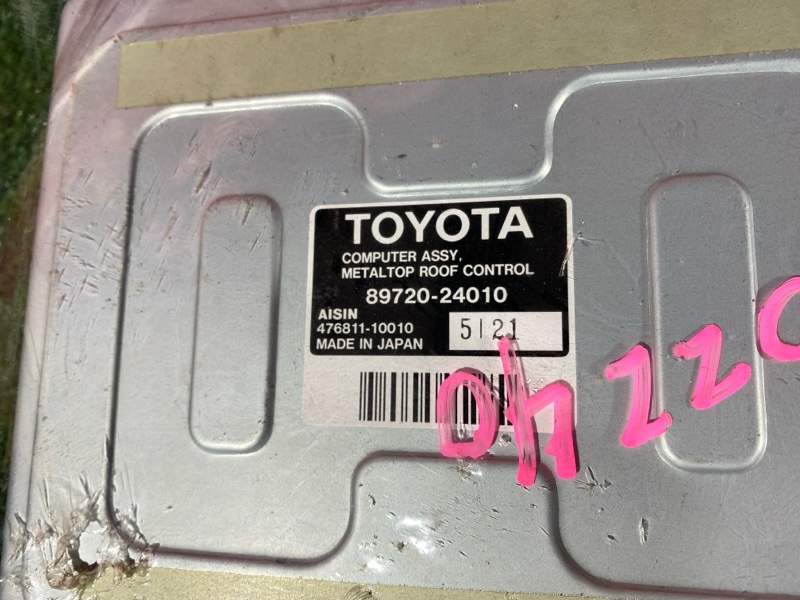 TOYOTA
COMPUTER ASSY,
METALTOP ROOF CONTROL
89720-24010
AISIN
476811-10010
MADE IN JAPAN
5121